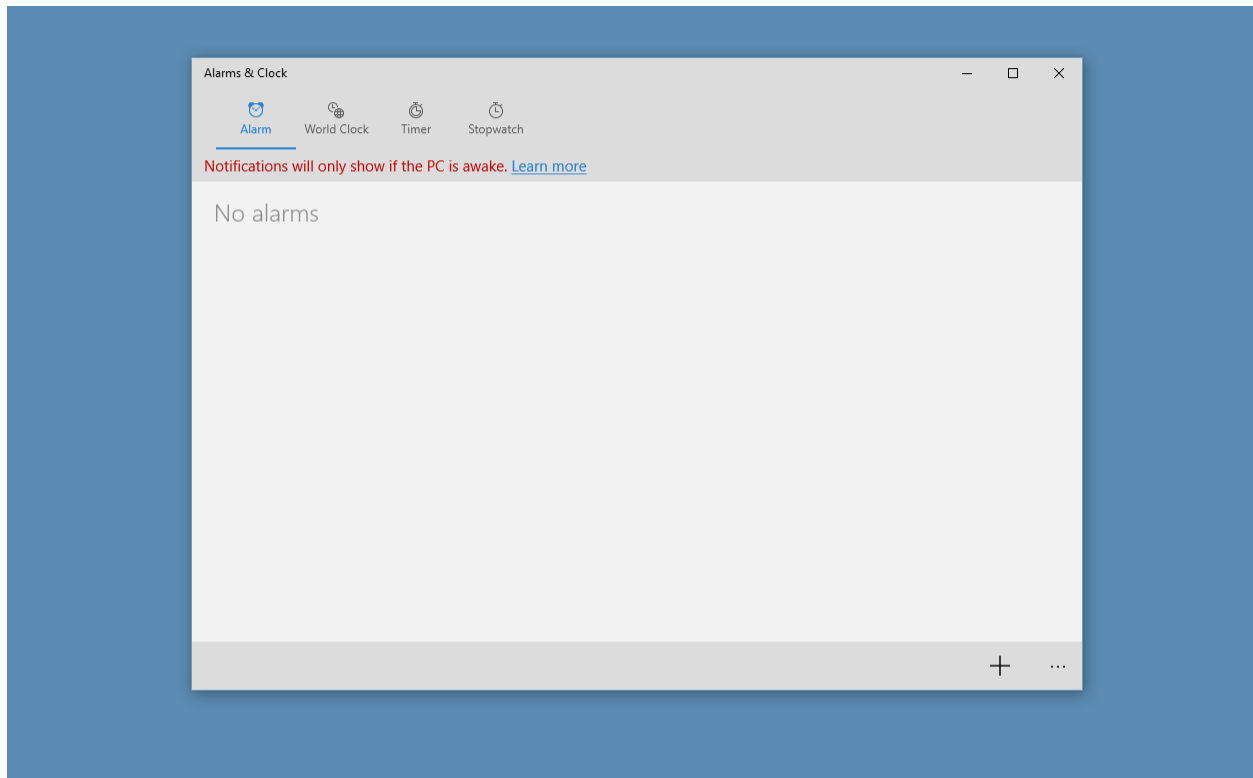 Alarms & Clock
Alarm World Clock Timer Stopwatch
Notifications will only show if the PC is awake. Learn more
No alarms